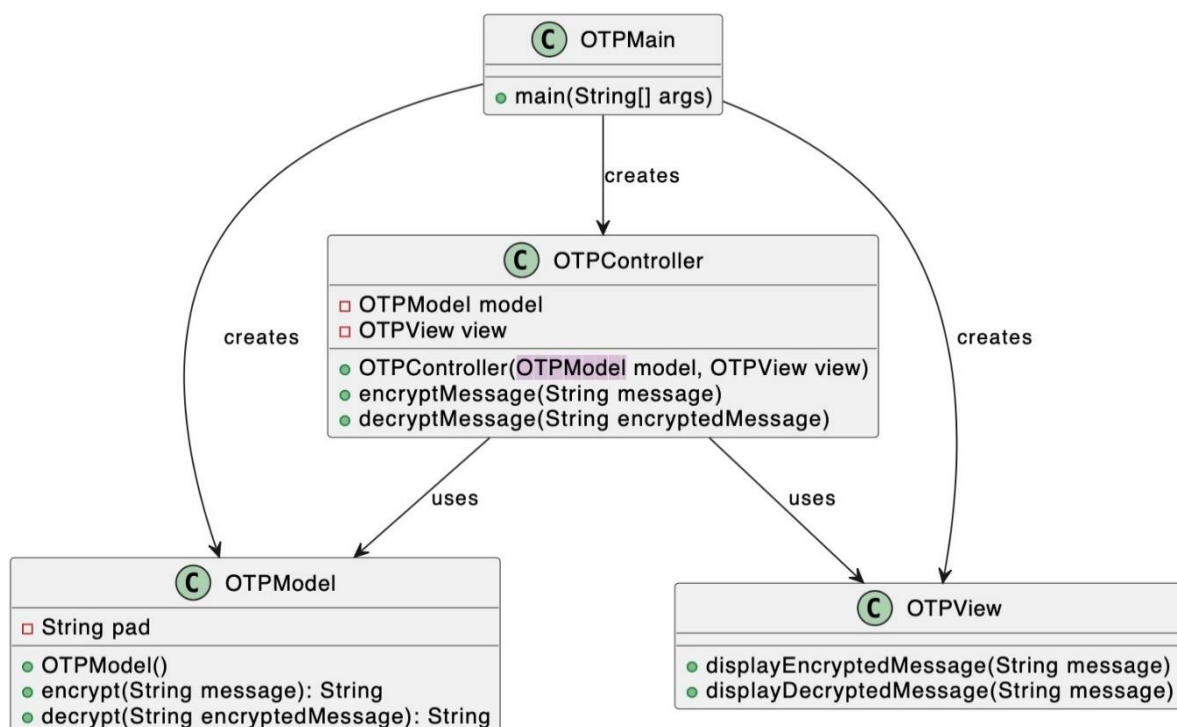 C OTPMain
main(String[] args)
creates
C OTPController
OTPModel model
OTPView view
creates
creates
OTPController(OTPModel model, OTPView view)
encryptMessage(String message)
decryptMessage(String encryptedMessage)
uses
uses
C OTPModel
String pad
OTPModel()
encrypt(String message): String
decrypt(String encryptedMessage): String
C OTPView
displayEncryptedMessage(String message)
displayDecryptedMessage(String message)